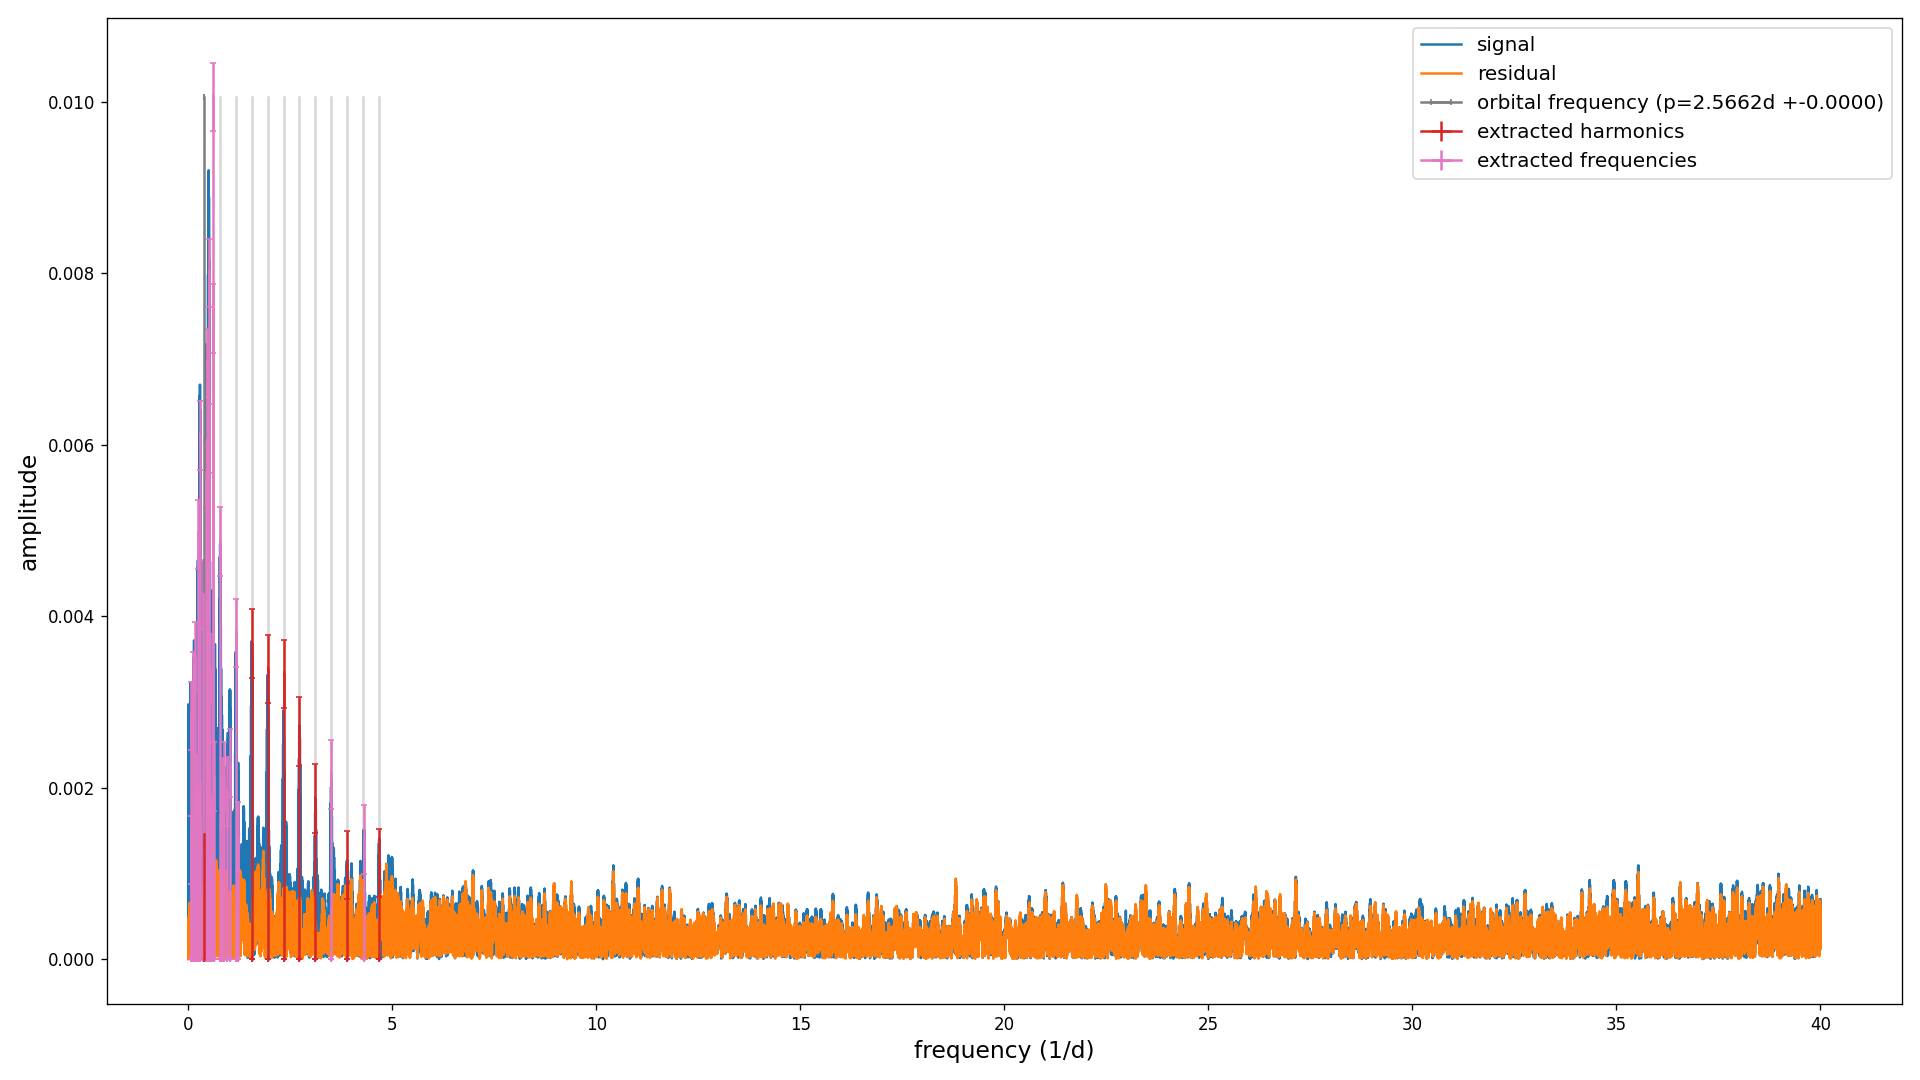 signal
residual
orbital frequency (p=2.5662d +-0.0000)
extracted harmonics
extracted frequencies
amplitude
0.010
0.008
0.006
0.004
0.002
0.000
0 5 10 15 20 25 30 35 40
frequency (1/d)